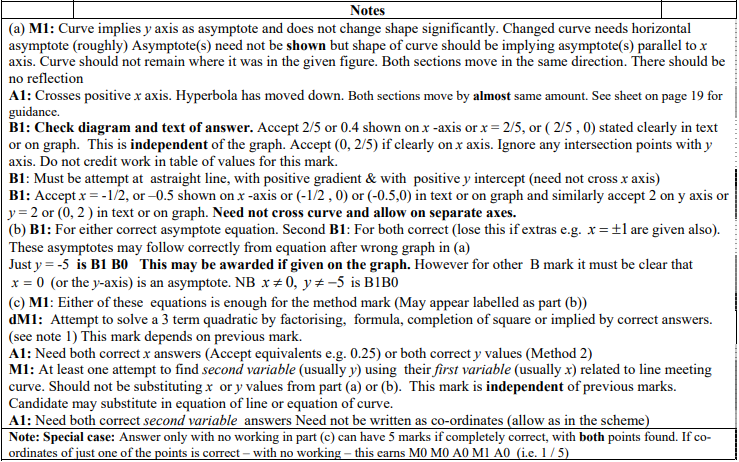 Notes
(a) M1: Curve implies y axis as asymptote and does not change shape significantly. Changed curve needs horizontal
asymptote (roughly) Asymptote(s) need not be shown but shape of curve should be implying asymptote(s) parallel to x
axis. Curve should not remain where it was in the given figure. Both sections move in the same direction. There should be
no reflection
A1: Crosses positive x axis. Hyperbola has moved down. Both sections move by almost same amount. See sheet on page 19 for
guidance.
B1: Check diagram and text of answer. Accept 2/5 or 0.4 shown on x -axis or x = 2/5, or ( 2/5 , 0) stated clearly in text
or on graph. This is independent of the graph. Accept (0, 2/5) if clearly on x axis. Ignore any intersection points with y
axis. Do not credit work in table of values for this mark.
B1: Must be attempt at astraight line, with positive gradient & with positive y intercept (need not cross x axis)
B1: Accept x = -1/2, or –0.5 shown on x -axis or (-1/2 , 0) or (-0.5,0) in text or on graph and similarly accept 2 on y axis or
y = 2 or (0, 2 ) in text or on graph. Need not cross curve and allow on separate axes.
(b) B1: For either correct asymptote equation. Second B1: For both correct (lose this if extras e.g. x = ±1 are given also).
These asymptotes may follow correctly from equation after wrong graph in (a)
Just y = -5 is B1 B0 This may be awarded if given on the graph. However for other B mark it must be clear that
x = 0 (or the y-axis) is an asymptote. NB x ≠ 0, y ≠ −5 is B1B0
(c) M1: Either of these equations is enough for the method mark (May appear labelled as part (b))
dM1: Attempt to solve a 3 term quadratic by factorising, formula, completion of square or implied by correct answers.
(see note 1) This mark depends on previous mark.
A1: Need both correct x answers (Accept equivalents e.g. 0.25) or both correct y values (Method 2)
M1: At least one attempt to find second variable (usually y) using their first variable (usually x) related to line meeting
curve. Should not be substituting x or y values from part (a) or (b). This mark is independent of previous marks.
Candidate may substitute in equation of line or equation of curve.
A1: Need both correct second variable answers Need not be written as co-ordinates (allow as in the scheme)
Note: Special case: Answer only with no working in part (c) can have 5 marks if completely correct, with both points found. If co-
ordinates of just one of the points is correct – with no working – this earns M0 M0 A0 M1 A0 (i.e. 1 / 5)